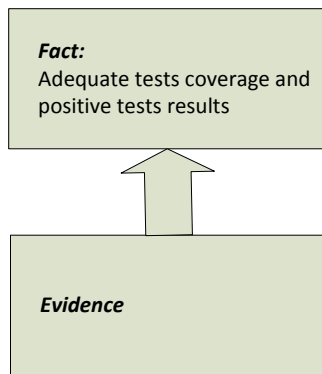 Fact:
Adequate tests coverage and
positive tests results
Evidence